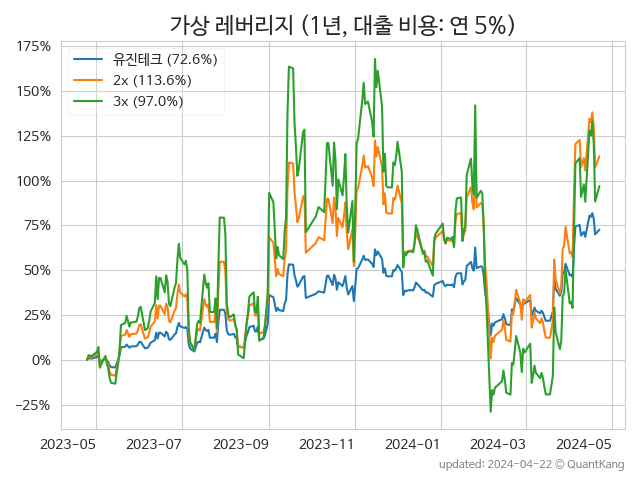 가상 레버리지 (1년, 대출 비용: 연 5%)
175%
150%
125%
100%
75%
50%
25%
0%
−25%
유진테크 (72.6%)
2x (113.6%)
3x (97.0%)
2023-05 2023-07 2023-09 2023-11 2024-01 2024-03 2024-05
updated: 2024-04-22 © QuantKang